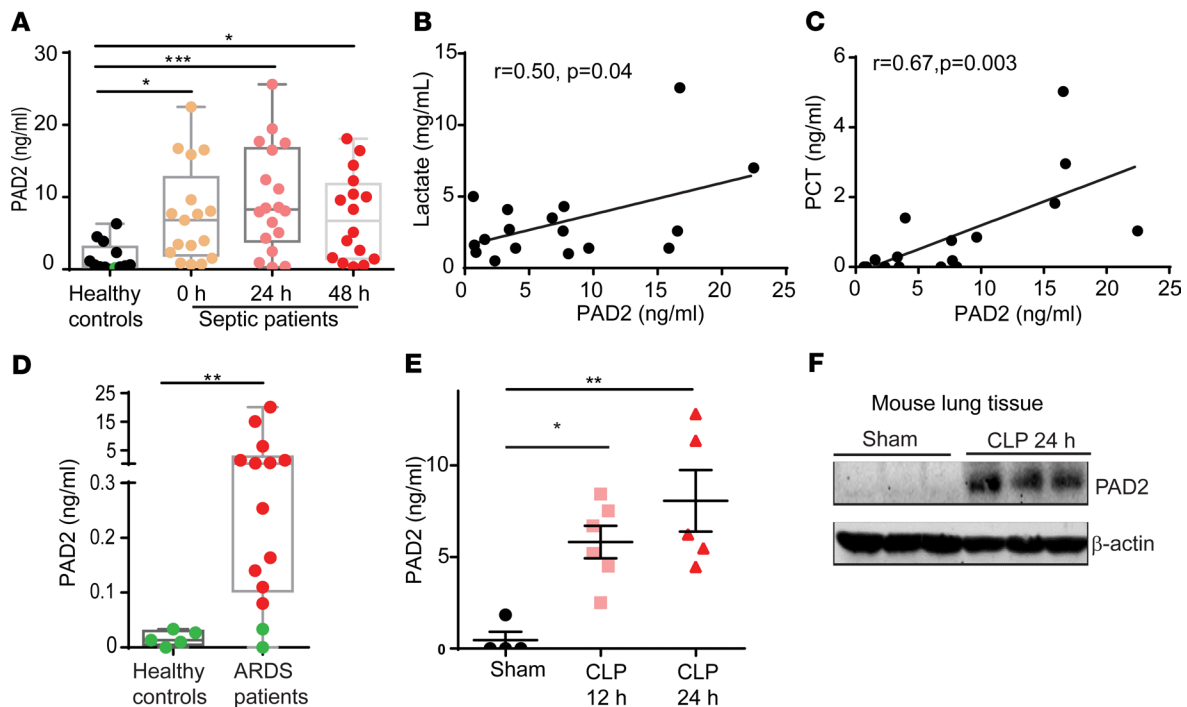 A
*
***
*
30
20
10
0
PAD2 (ng/ml)
Healthy
controls
0 h
24 h
48 h
Septic patients
B
r=0.50, p=0.04
15
10
5
0
Lactate (mg/mL)
0
5
10
15
20
25
PAD2 (ng/ml)
C
r=0.67,p=0.003
6
4
2
0
PCT (ng/ml)
0
5
10
15
20
25
PAD2 (ng/ml)
D
**
25
15
5
0.3
0.2
0.1
0
PAD2 (ng/ml)
Healthy
controls
ARDS
patients
E
**
*
10
5
0
PAD2 (ng/ml)
Sham
CLP
12 h
CLP
24 h
F
Mouse lung tissue
Sham
CLP 24 h
PAD2
β-actin